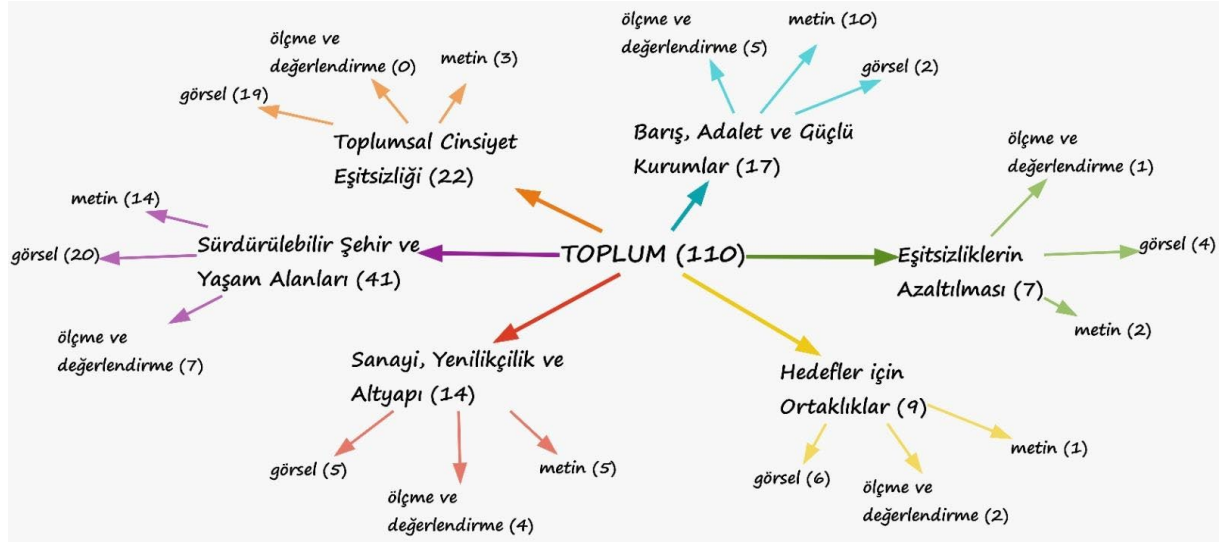 TOPLUM (110)
Toplumsal Cinsiyet
Eşitsizliği (22)
görsel (19)
ölçme ve
değerlendirme (0)
metin (3)
Barış, Adalet ve Güçlü
Kurumlar (17)
ölçme ve
değerlendirme (5)
metin (10)
görsel (2)
Eşitsizliklerin
Azaltılması (7)
ölçme ve
değerlendirme (1)
görsel (4)
metin (2)
Hedefler için
Ortaklıklar (9)
metin (1)
ölçme ve
değerlendirme (2)
görsel (6)
Sanayi, Yenilikçilik ve
Altyapı (14)
görsel (5)
ölçme ve
değerlendirme (4)
metin (5)
Sürdürülebilir Şehir ve
Yaşam Alanları (41)
metin (14)
görsel (20)
ölçme ve
değerlendirme (7)